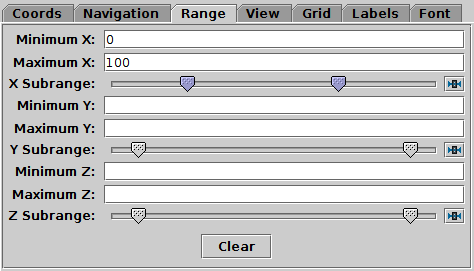 Coords Navigation Range View Grid Labels Font
Minimum X: 0
Maximum X: 100
X Subrange:
Minimum Y:
Maximum Y:
Y Subrange:
Minimum Z:
Maximum Z:
Z Subrange:
Clear